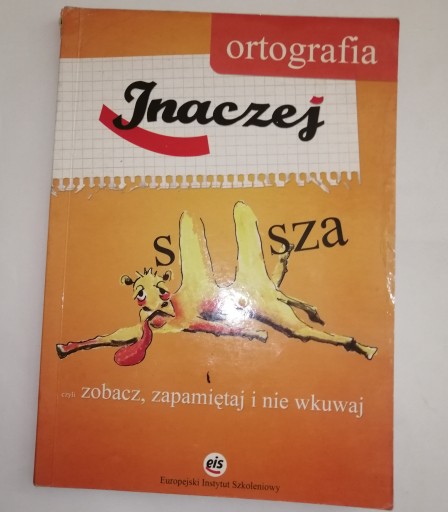 ortografia
Inaczej
s sza
czyli zobacz, zapamiętaj i nie wkuwaj
eis
Europejski Instytut Szkoleniowy